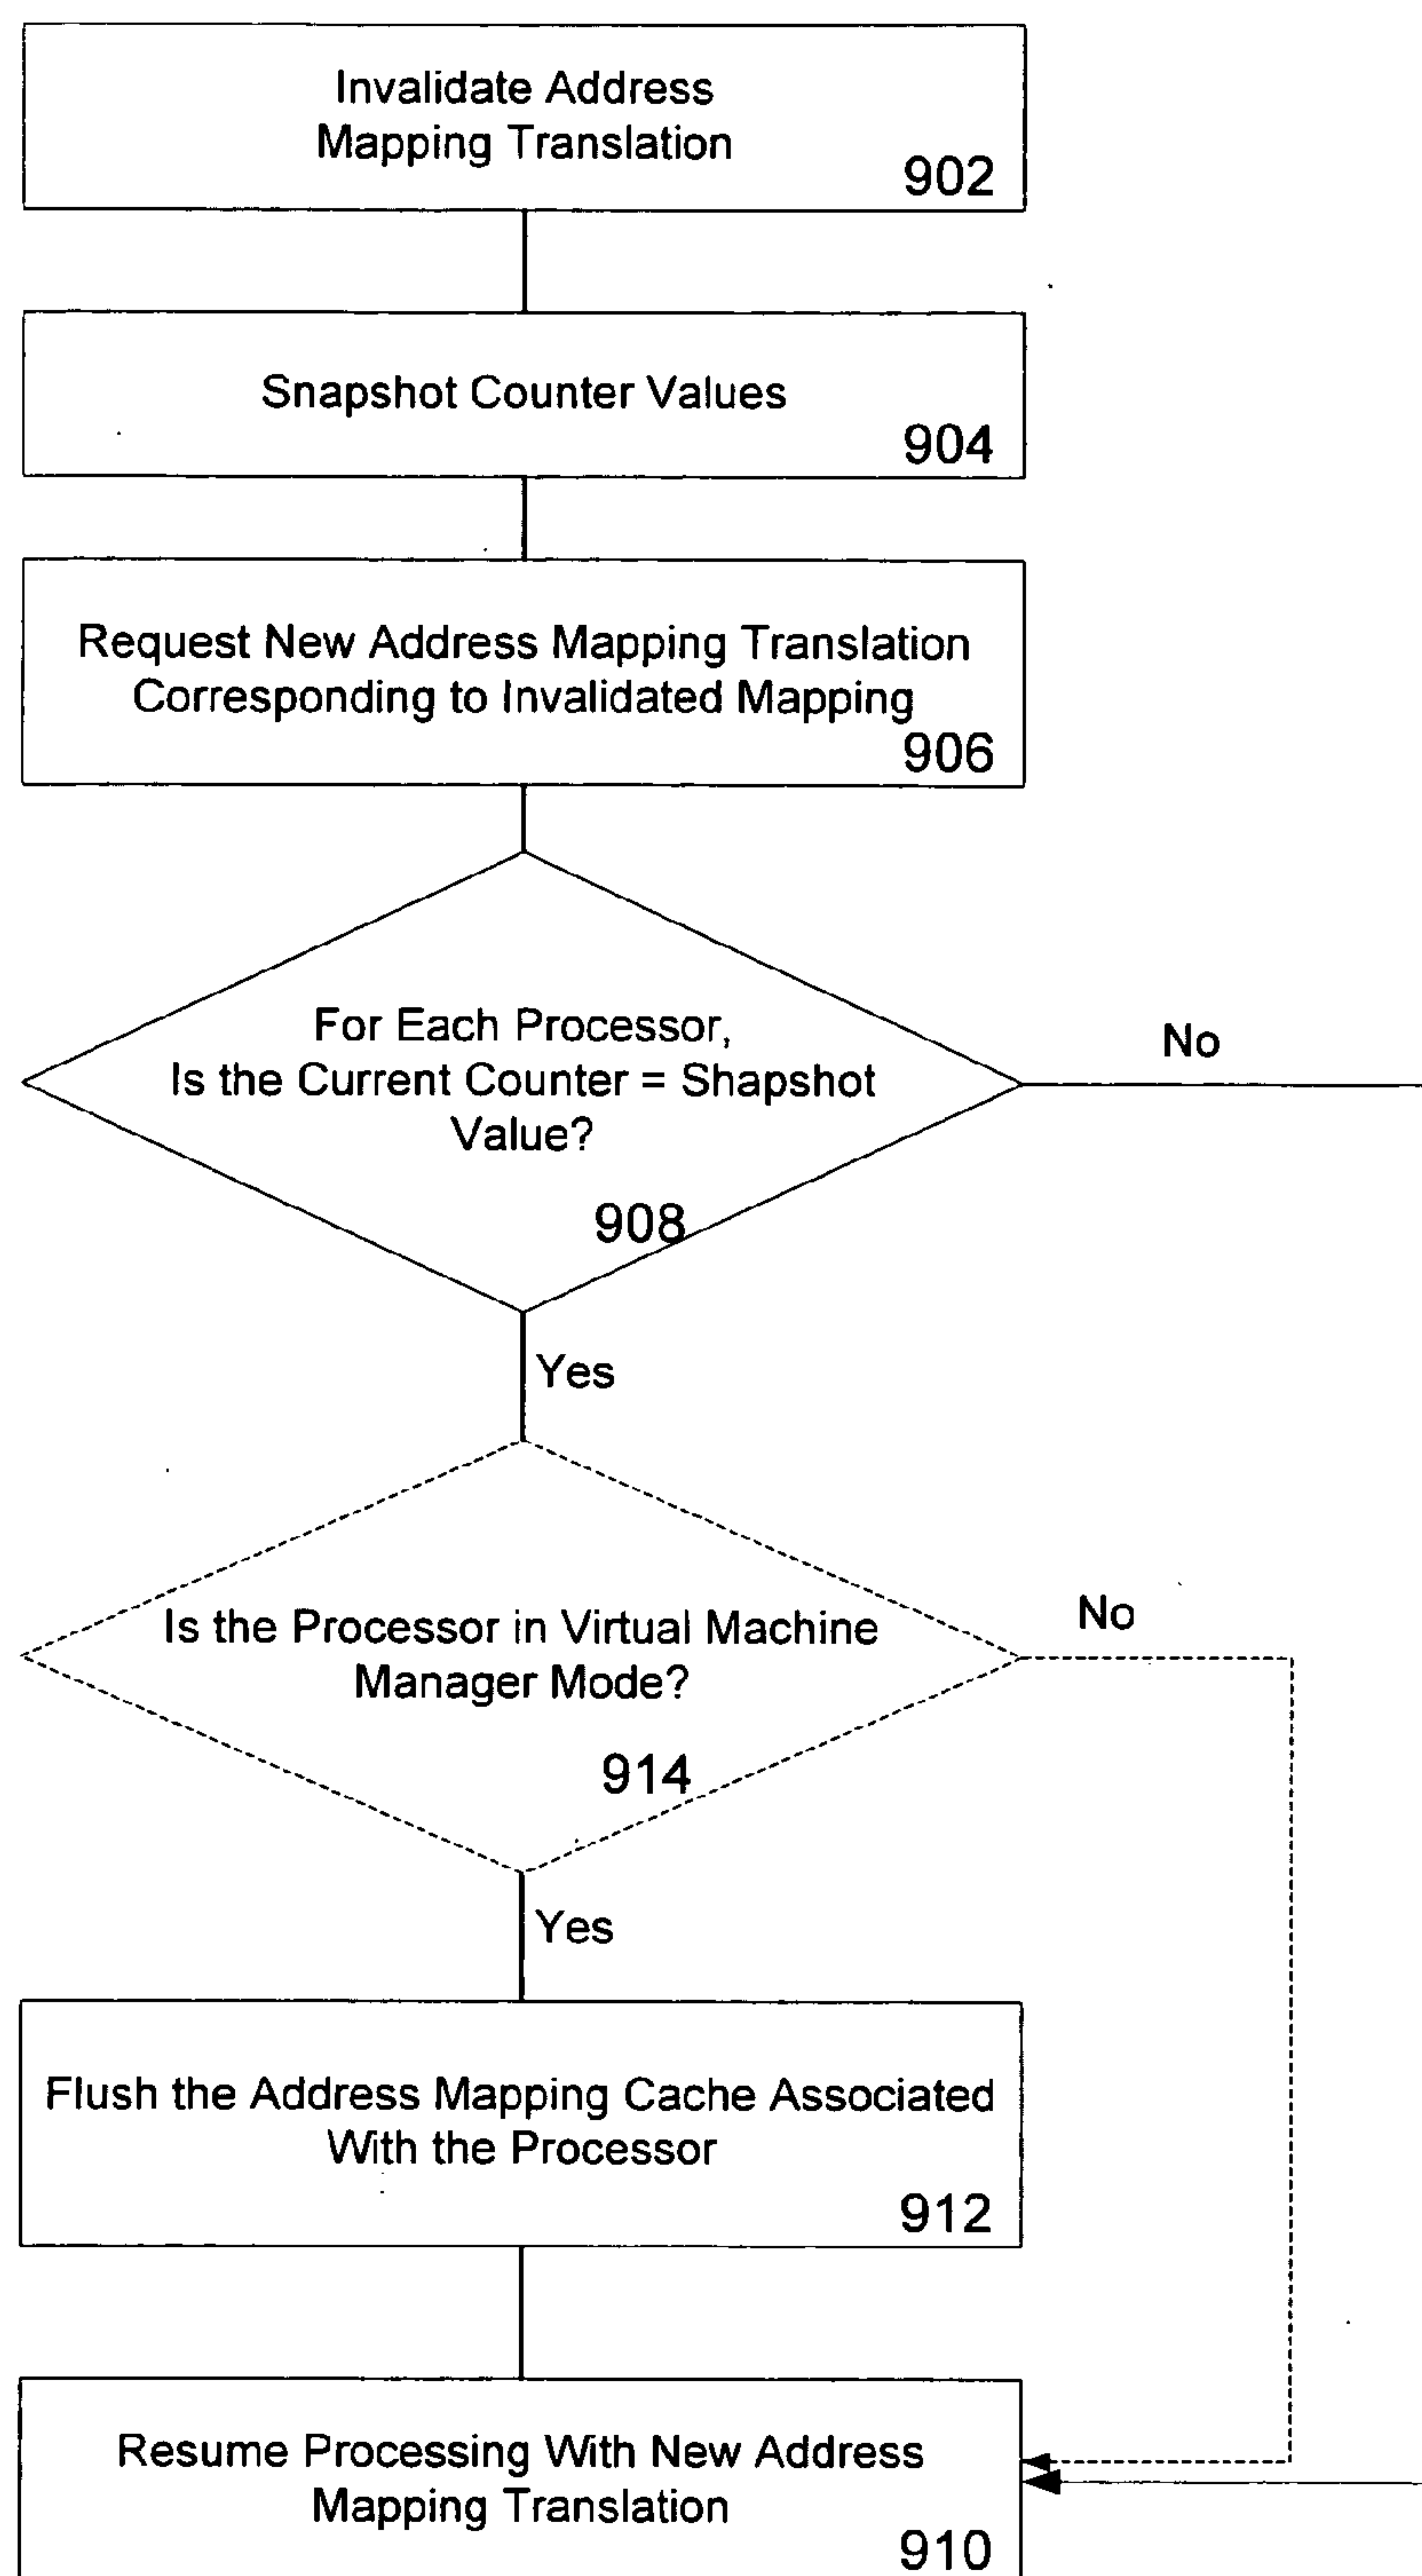 Invalidate Address
Mapping Translation
902
Snapshot Counter Values
904
Request New Address Mapping Translation
Corresponding to Invalidated Mapping
906
For Each Processor,
Is the Current Counter = Shapshot
Value?
908
No
Yes
Is the Processor in Virtual Machine
Manager Mode?
914
No
Yes
Flush the Address Mapping Cache Associated
With the Processor
912
Resume Processing With New Address
Mapping Translation
910